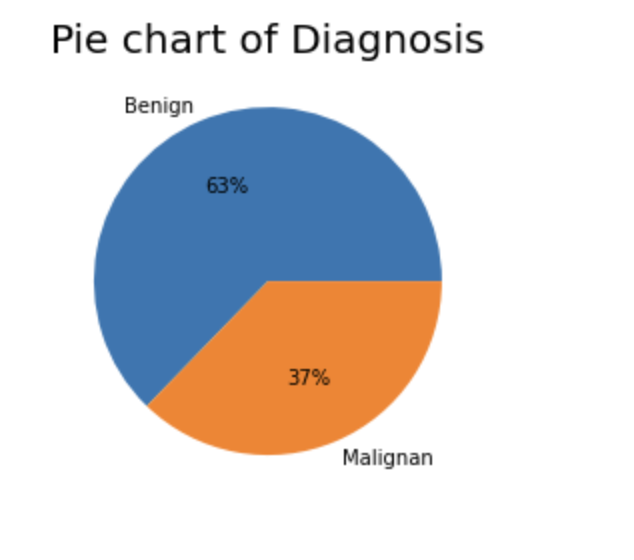 Pie chart of Diagnosis
Benign
63%
37%
Malignan